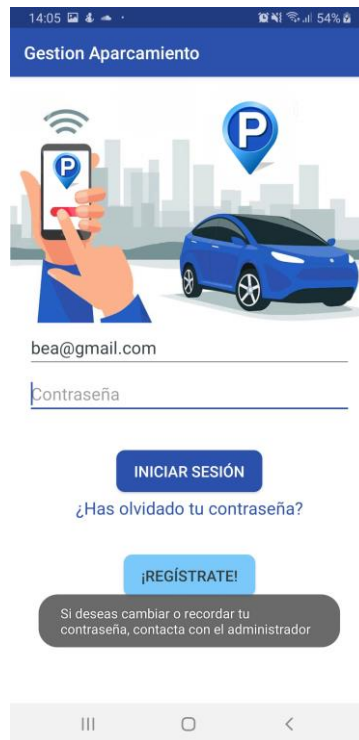 14:05
54%
Gestion Aparcamiento
P
P
bea@gmail.com
Contraseña
INICIAR SESIÓN
¿Has olvidado tu contraseña?
¡REGÍSTRATE!
Si deseas cambiar o recordar tu
contraseña, contacta con el administrador